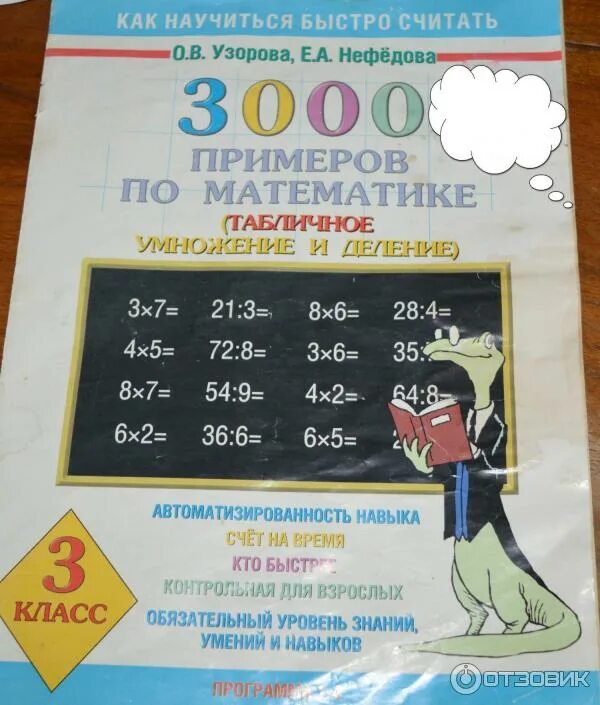 КАК НАУЧИТЬСЯ БЫСТРО СЧИТАТЬ
О.В. Узорова, Е.А. Нефёдова
3000
ПРИМЕРОВ
ПО МАТЕМАТИКЕ
(ТАБЛИЧНОЕ
УМНОЖЕНИЕ И ДЕЛЕНИЕ)
3×7= 21:3= 8×6= 28:4=
4×5= 72:8= 3×6= 35:
8×7= 54:9= 4×2= 64:8=
6×2= 36:6= 6×5=
АВТОМАТИЗИРОВАННОСТЬ НАВЫКА
СЧЁТ НА ВРЕМЯ
КТО БЫСТРЕЕ
КОНТРОЛЬНАЯ ДЛЯ ВЗРОСЛЫХ
ОБЯЗАТЕЛЬНЫЙ УРОВЕНЬ ЗНАНИЙ,
УМЕНИЙ И НАВЫКОВ
3
КЛАСС
ОТЗОВИК